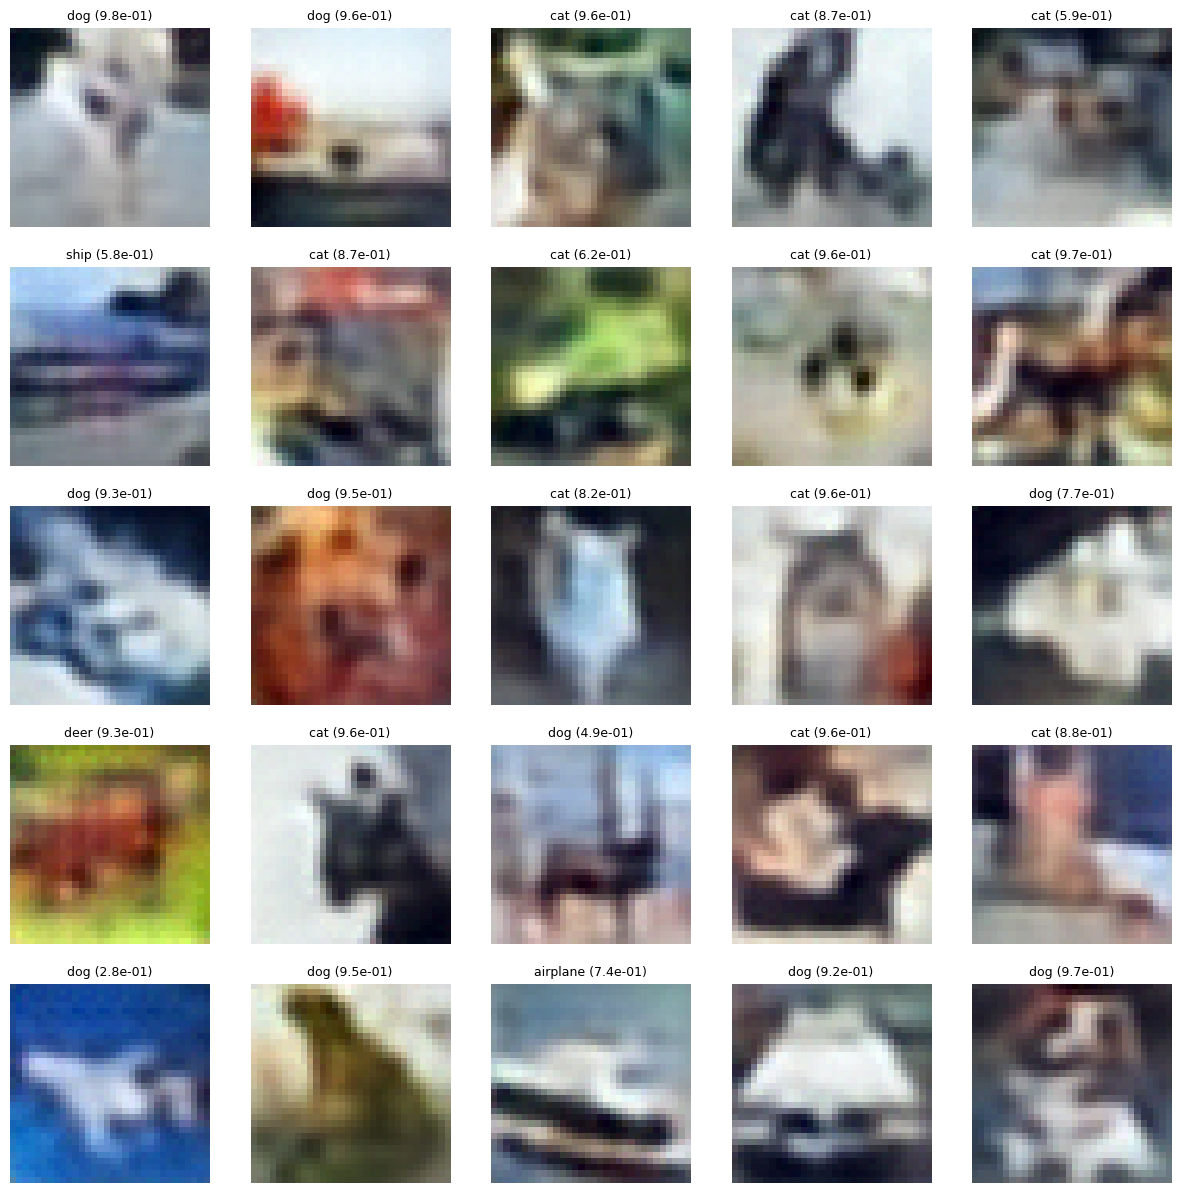 dog (9.8e-01) dog (9.6e-01) cat (9.6e-01) cat (8.7e-01) cat (5.9e-01)
ship (5.8e-01) cat (8.7e-01) cat (6.2e-01) cat (9.6e-01) cat (9.7e-01)
dog (9.3e-01) dog (9.5e-01) cat (8.2e-01) cat (9.6e-01) dog (7.7e-01)
deer (9.3e-01) cat (9.6e-01) dog (4.9e-01) cat (9.6e-01) cat (8.8e-01)
dog (2.8e-01) dog (9.5e-01) airplane (7.4e-01) dog (9.2e-01) dog (9.7e-01)